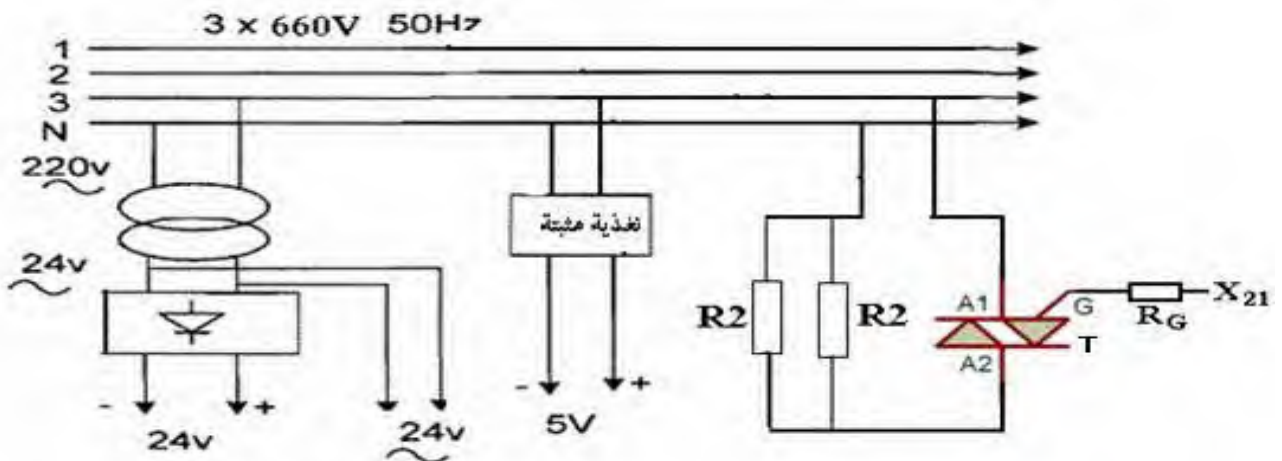 3 x 660V 50Hz
1
2
3
N
220v
~
24v
~
تغذية مثبتة
R2
R2
A1
G
A2
T
RG
X21
- +
24v
24v
~
- +
5V